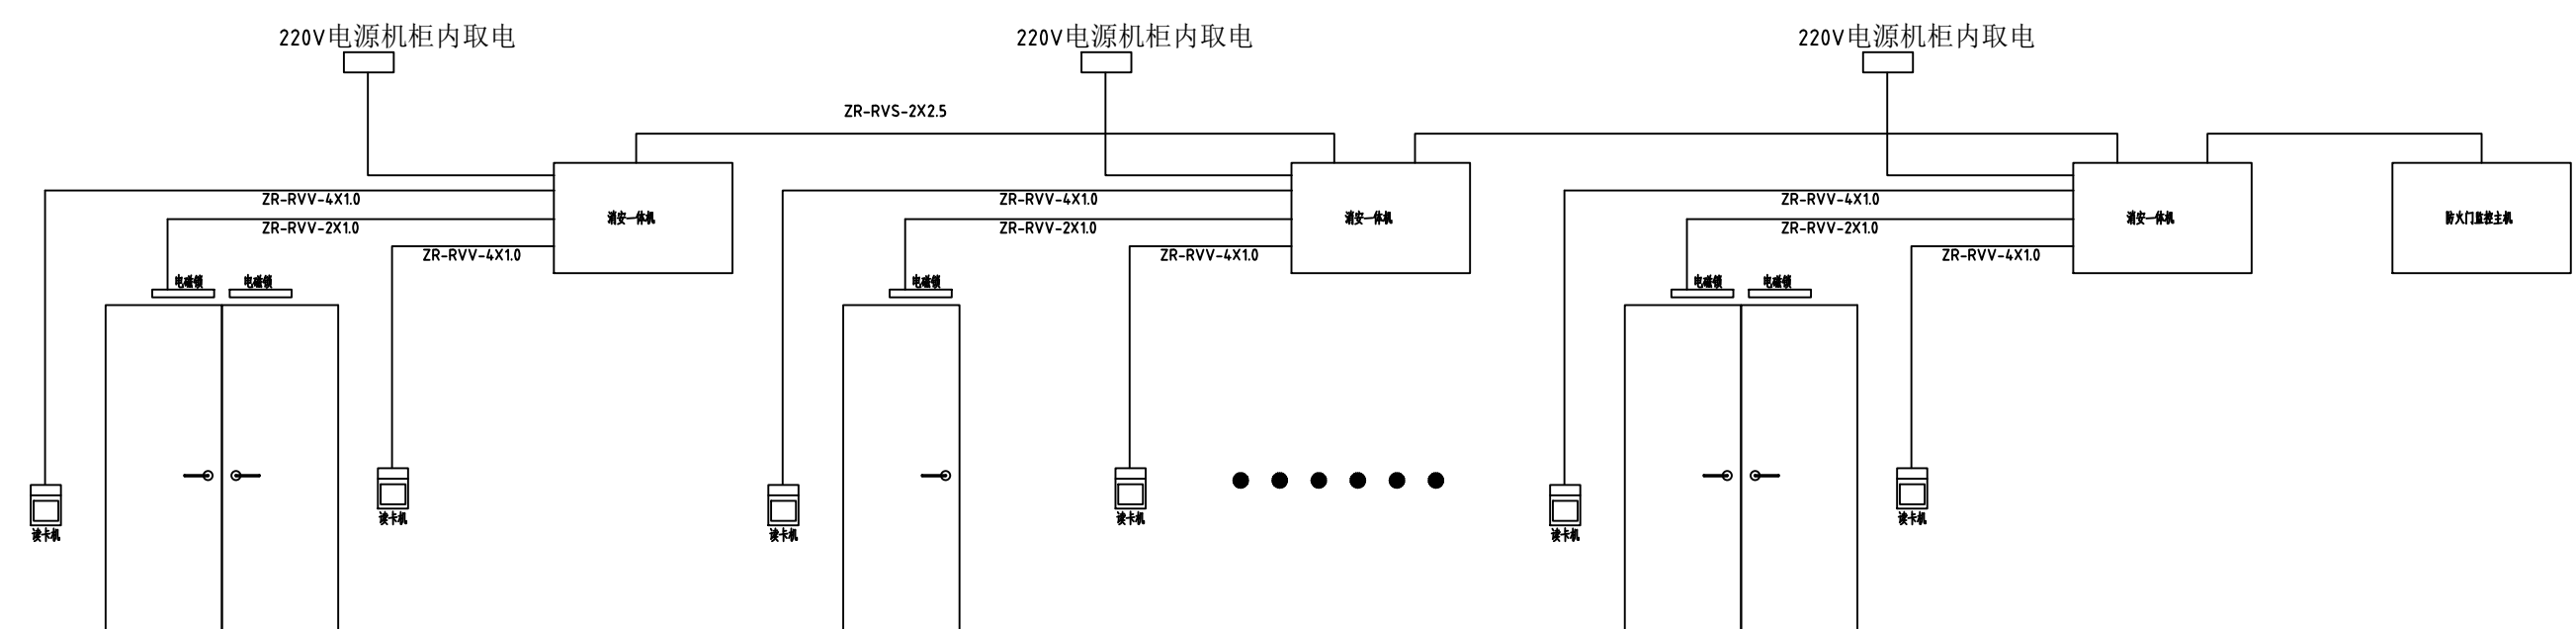 220V电源机柜内取电
220V电源机柜内取电
220V电源机柜内取电
ZR-RVS-2X2.5
ZR-RVV-4X1.0
ZR-RVV-2X1.0
ZR-RVV-4X1.0
消安一体机
电磁锁
电磁锁
读卡机
读卡机
ZR-RVV-4X1.0
ZR-RVV-2X1.0
ZR-RVV-4X1.0
消安一体机
电磁锁
读卡机
读卡机
ZR-RVV-4X1.0
ZR-RVV-2X1.0
ZR-RVV-4X1.0
消安一体机
电磁锁
电磁锁
读卡机
读卡机
防火门监控主机